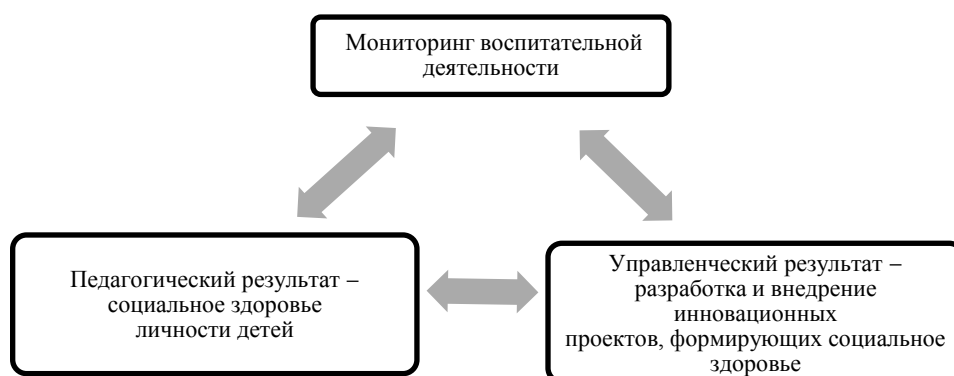 Мониторинг воспитательной
деятельности
Педагогический результат –
социальное здоровье
личности детей
Управленческий результат –
разработка и внедрение
инновационных
проектов, формирующих социальное
здоровье